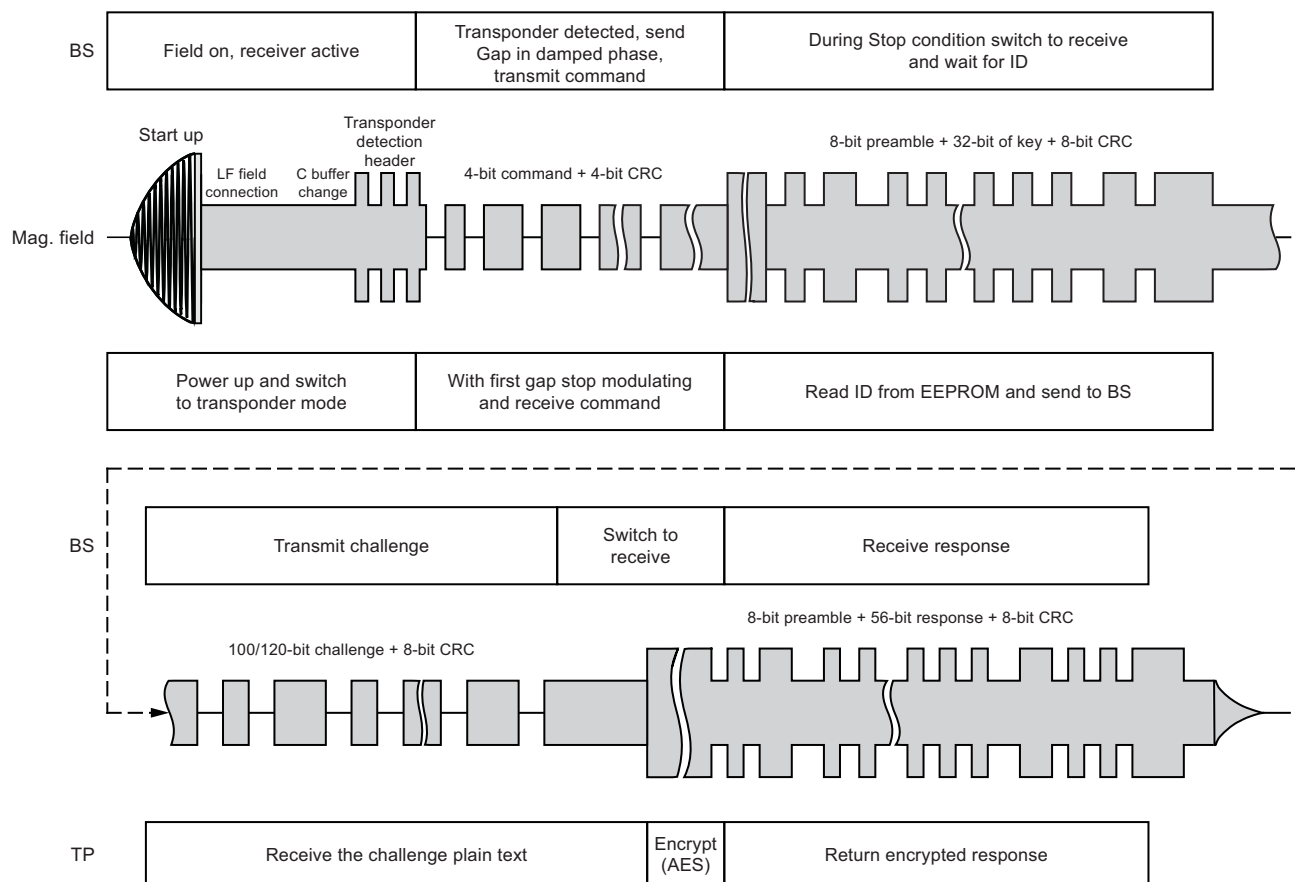 BS
Field on, receiver active
Transponder detected, send
Gap in damped phase,
transmit command
During Stop condition switch to receive
and wait for ID
Start up
LF field
connection
C buffer
change
Transponder
detection
header
4-bit command + 4-bit CRC
8-bit preamble + 32-bit of key + 8-bit CRC
Mag. field
Power up and switch
to transponder mode
With first gap stop modulating
and receive command
Read ID from EEPROM and send to BS
BS
Transmit challenge
Switch to
receive
Receive response
100/120-bit challenge + 8-bit CRC
8-bit preamble + 56-bit response + 8-bit CRC
TP
Receive the challenge plain text
Encrypt
(AES)
Return encrypted response